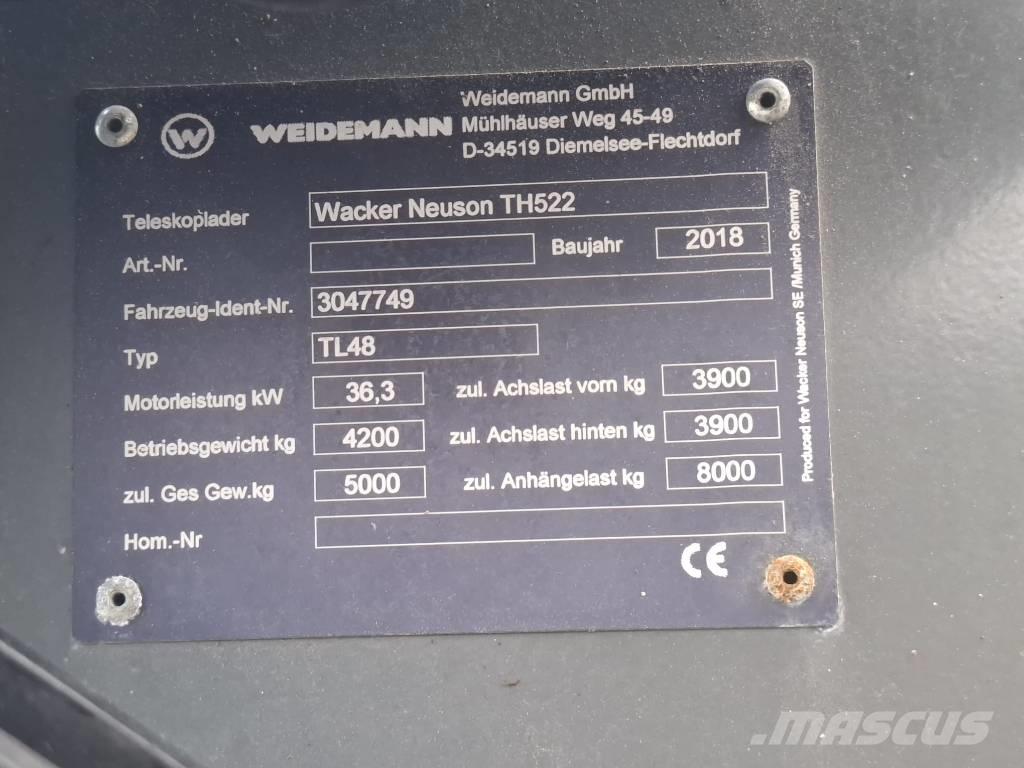 W WEIDEMANN
Weidemann GmbH
Mühlhäuser Weg 45-49
D-34519 Diemelsee-Flechtdorf
Teleskoplader Wacker Neuson TH522
Art.-Nr. Baujahr 2018
Fahrzeug-Ident-Nr. 3047749
Typ TL48
Motorleistung kW 36,3 zul. Achslast vorn kg 3900
Betriebsgewicht kg 4200 zul. Achslast hinten kg 3900
zul. Ges Gew.kg 5000 zul. Anhängelast kg 8000
Hom.-Nr
CE
Produced for Wacker Neuson SE /Munich Germany
MASCUS